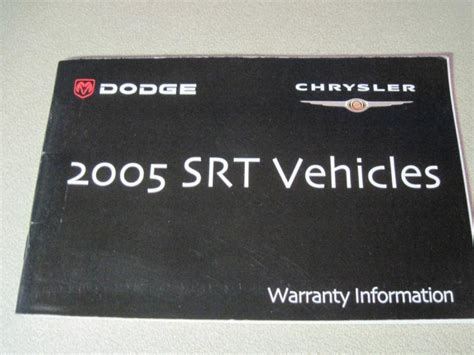 DODGE
CHRYSLER
2005 SRT Vehicles
Warranty Information